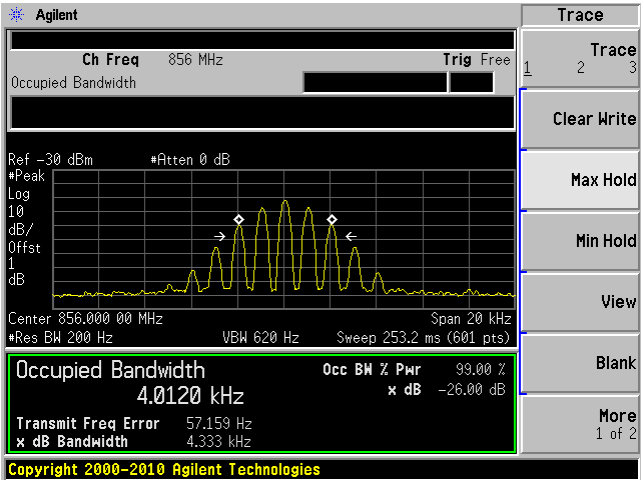 Agilent
Trace
Ch Freq 856 MHz Trig Free
Occupied Bandwidth
Trace
1 2 3
Clear Write
Max Hold
Min Hold
View
Blank
More
1 of 2
Ref -30 dBm #Atten 0 dB
#Peak
Log
10
dB/
Offst
1
dB
Center 856.000 00 MHz Span 20 kHz
#Res BW 200 Hz VBW 620 Hz Sweep 253.2 ms (601 pts)
Occupied Bandwidth Occ BW % Pwr 99.00 %
4.0120 kHz x dB -26.00 dB
Transmit Freq Error 57.159 Hz
x dB Bandwidth 4.333 kHz
Copyright 2000-2010 Agilent Technologies